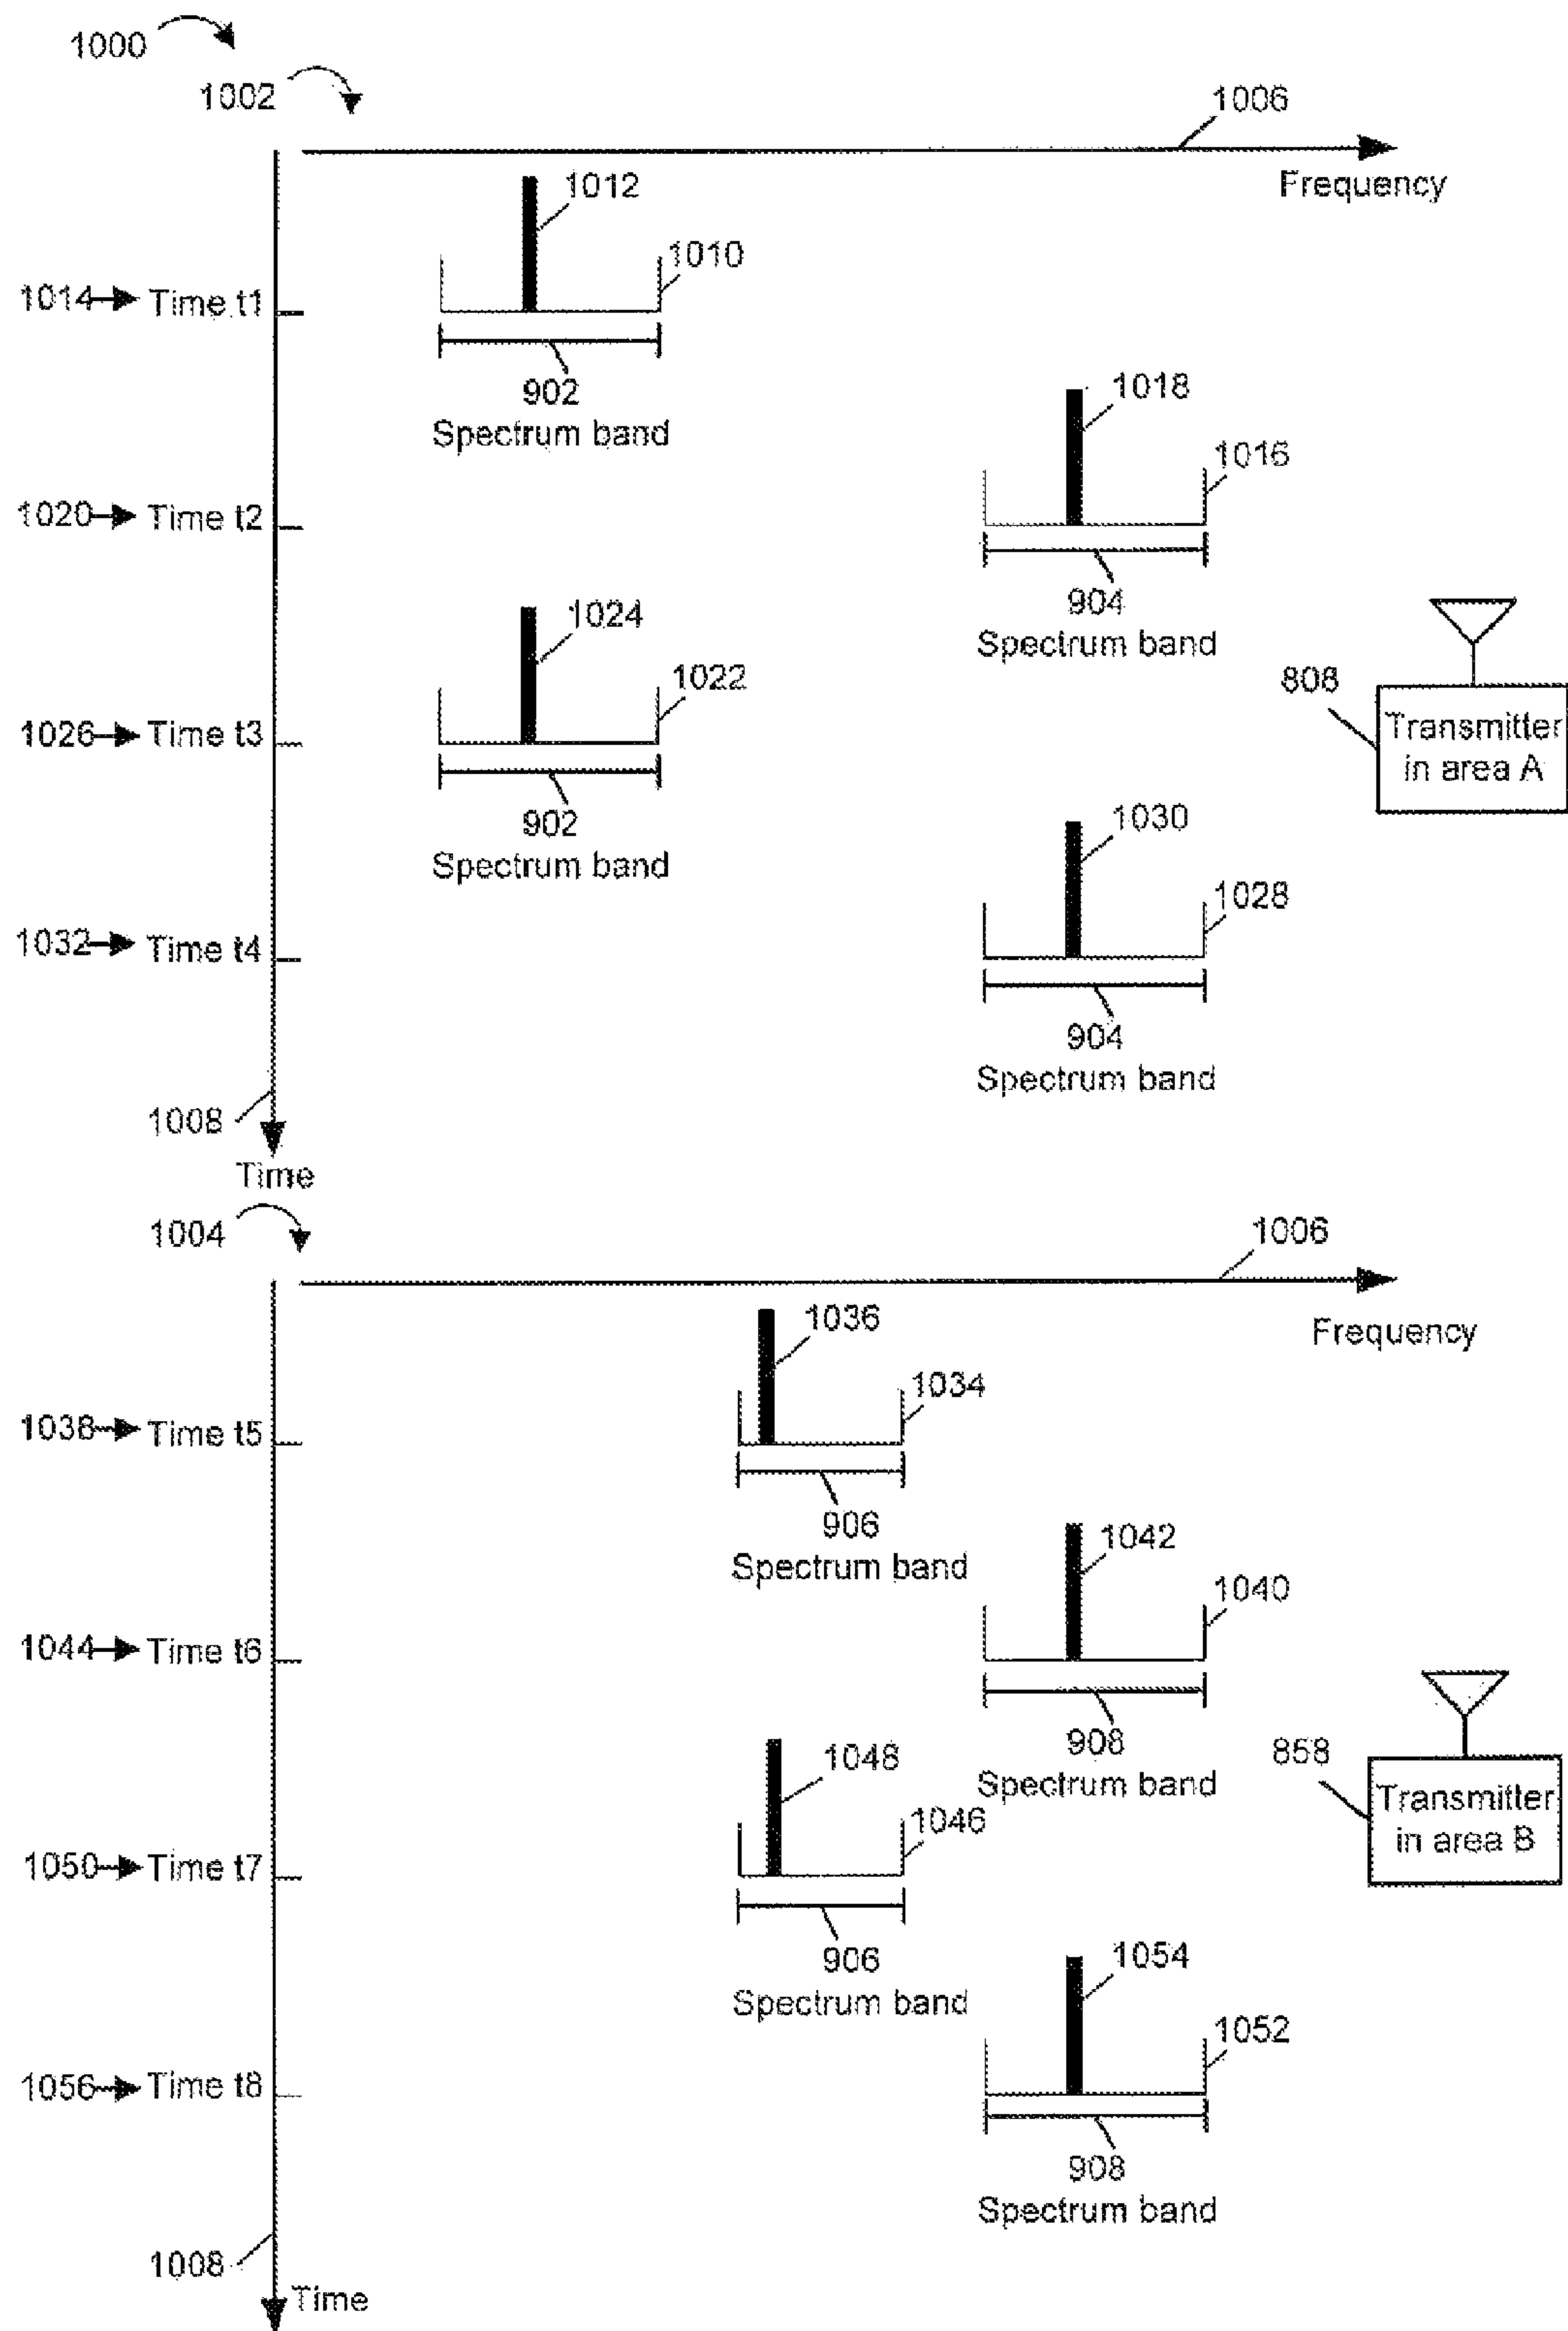 1000
1002
1006
Frequency
1012
1010
1014 Time t1
902
Spectrum band
1018
1016
1020 Time t2
904
Spectrum band
1024
1022
1026 Time t3
902
Spectrum band
808
Transmitter
in area A
1030
1028
1032 Time t4
904
Spectrum band
1008
Time
1004
1006
Frequency
1036
1034
1038 Time t5
906
Spectrum band
1042
1040
1044 Time t6
908
Spectrum band
1048
1046
1050 Time t7
906
Spectrum band
858
Transmitter
in area B
1054
1052
1056 Time t8
908
Spectrum band
1008
Time